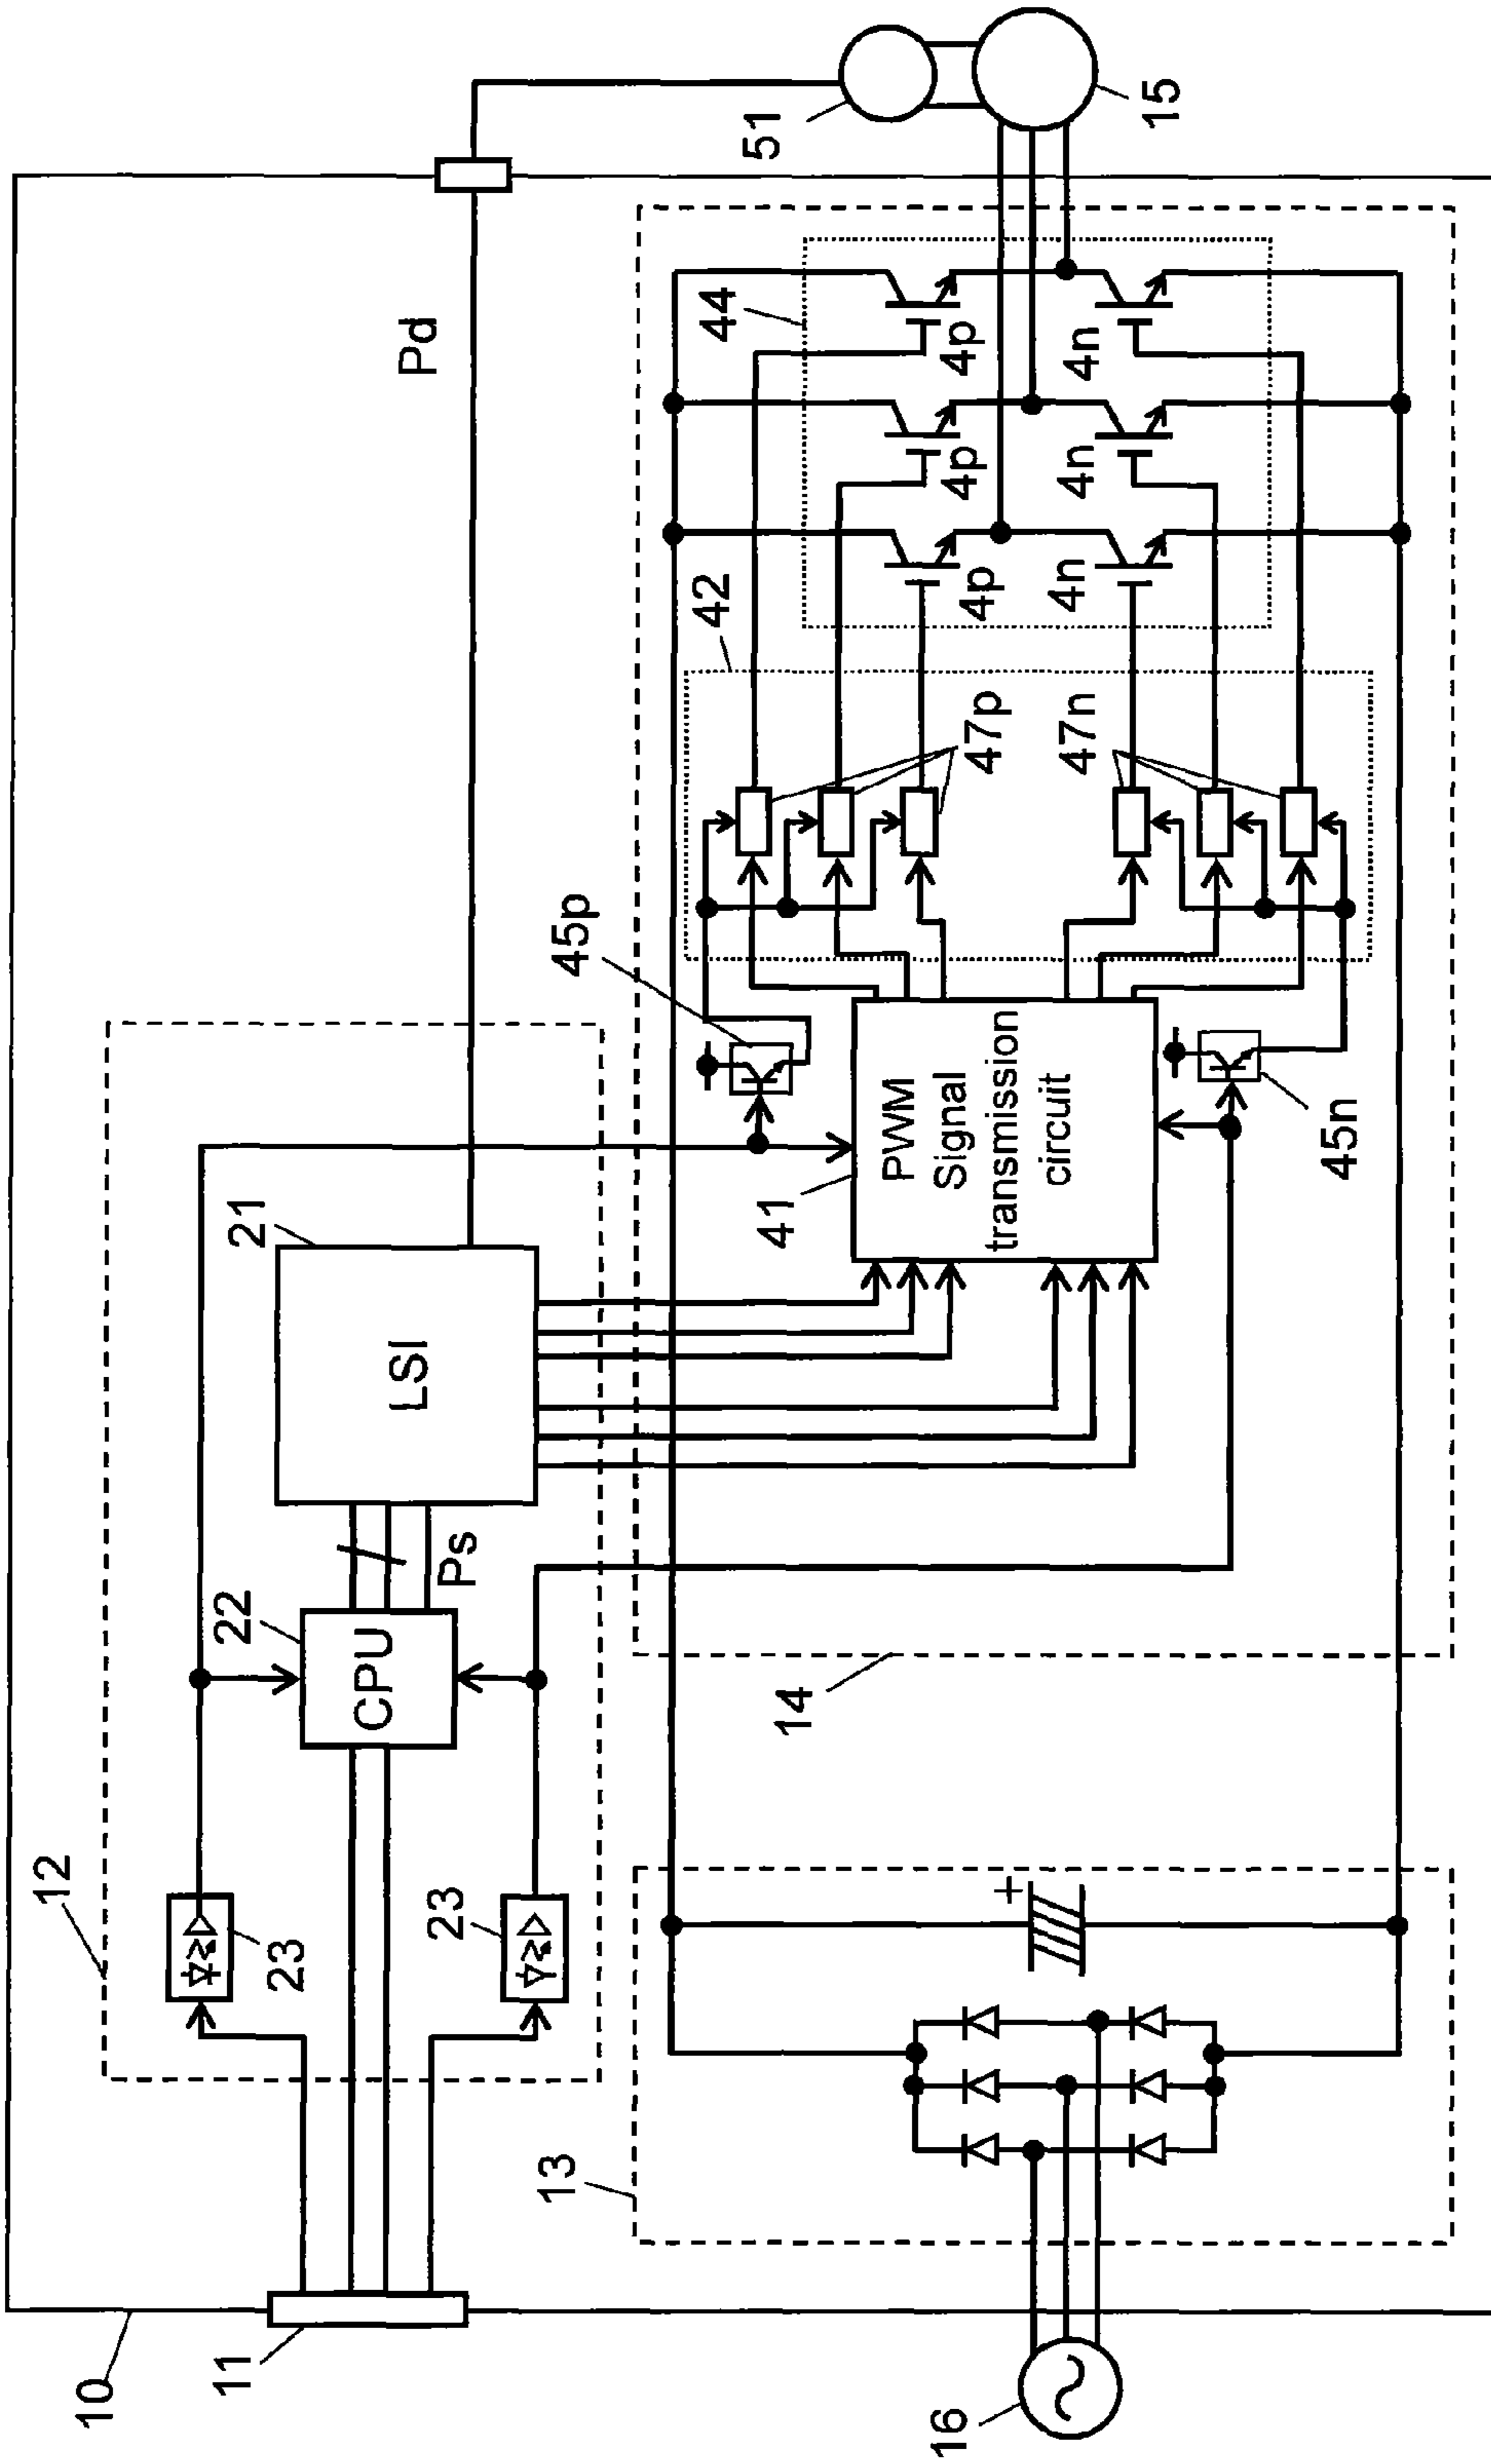 10
11
12
23
23
22
CPU
Ps
21
LSI
Pd
51
15
16
13
+
14
41
PWM
Signal
transmission
circuit
45p
45n
42
47p
47n
44
4p
4p
4p
4n
4n
4n